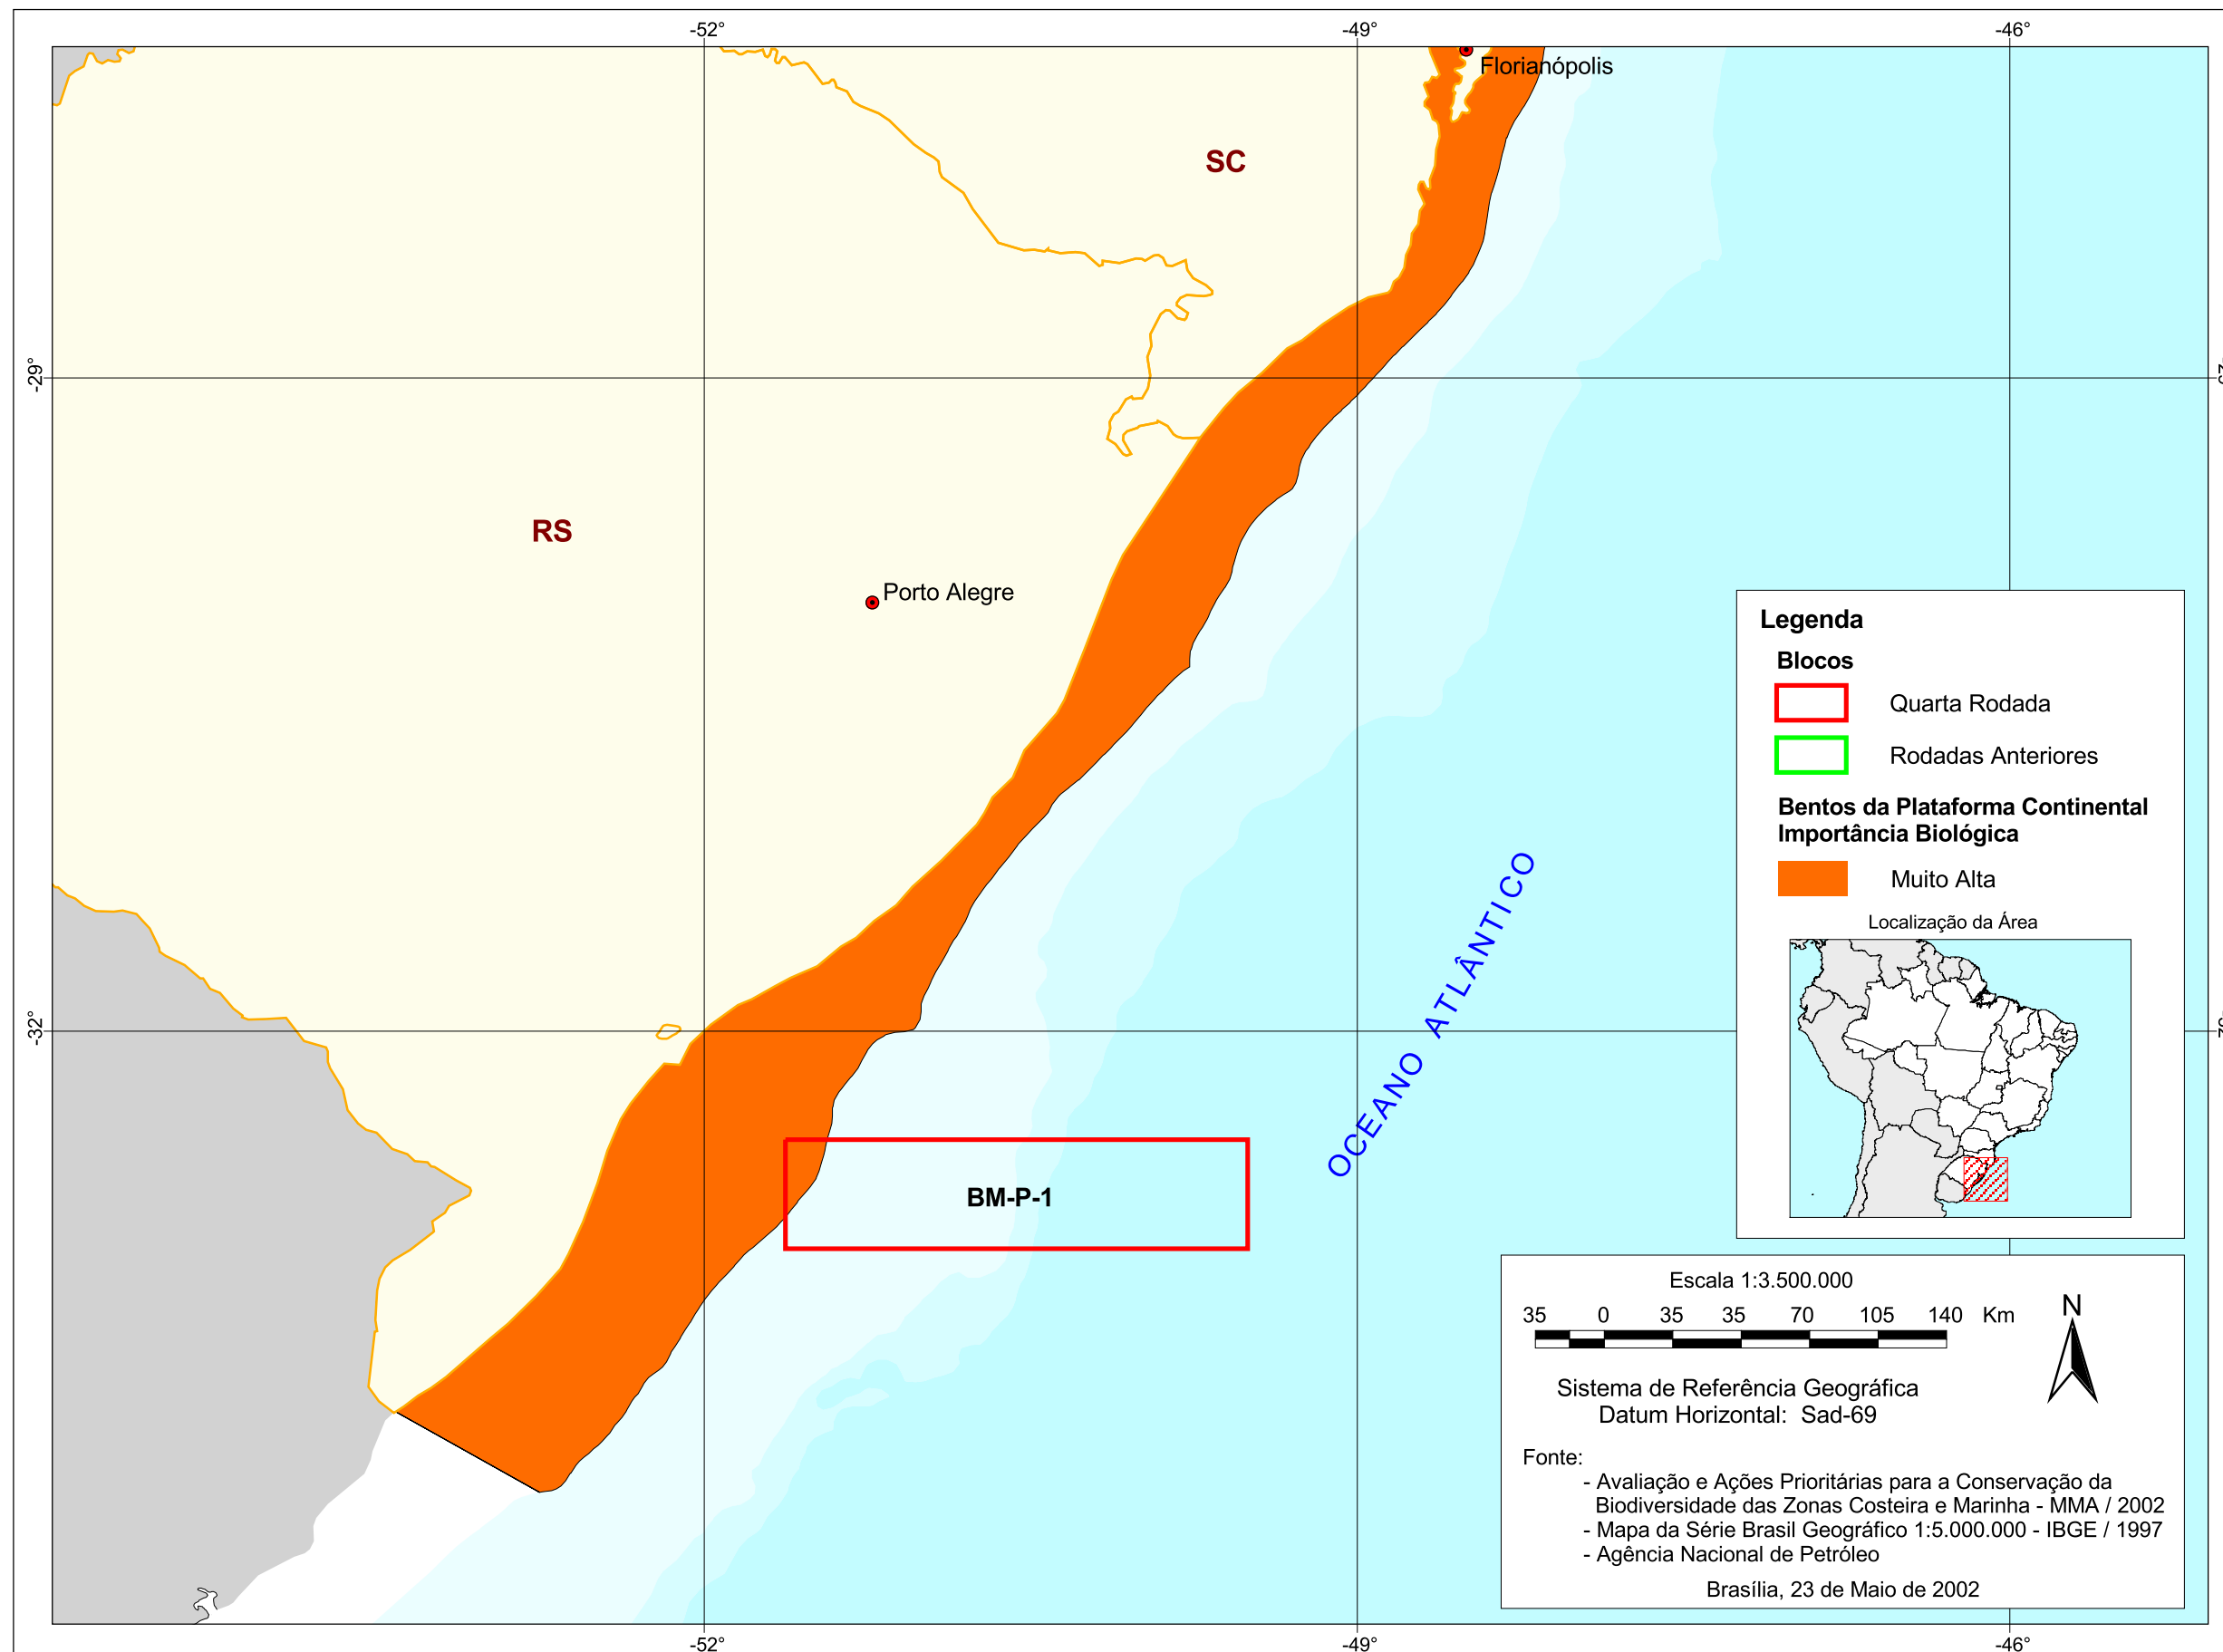 -52°
-49°
-46°
Florianópolis
SC
-29°
RS
Porto Alegre
Legenda
Blocos
Quarta Rodada
Rodadas Anteriores
Bentos da Plataforma Continental
Importância Biológica
Muito Alta
Localização da Área
OCEANO ATLÂNTICO
-32°
BM-P-1
Escala 1:3.500.000
35 0 35 35 70 105 140 Km
N
Sistema de Referência Geográfica
Datum Horizontal: Sad-69
Fonte:
- Avaliação e Ações Prioritárias para a Conservação da
Biodiversidade das Zonas Costeira e Marinha - MMA / 2002
- Mapa da Série Brasil Geográfico 1:5.000.000 - IBGE / 1997
- Agência Nacional de Petróleo
Brasília, 23 de Maio de 2002
-52°
-49°
-46°